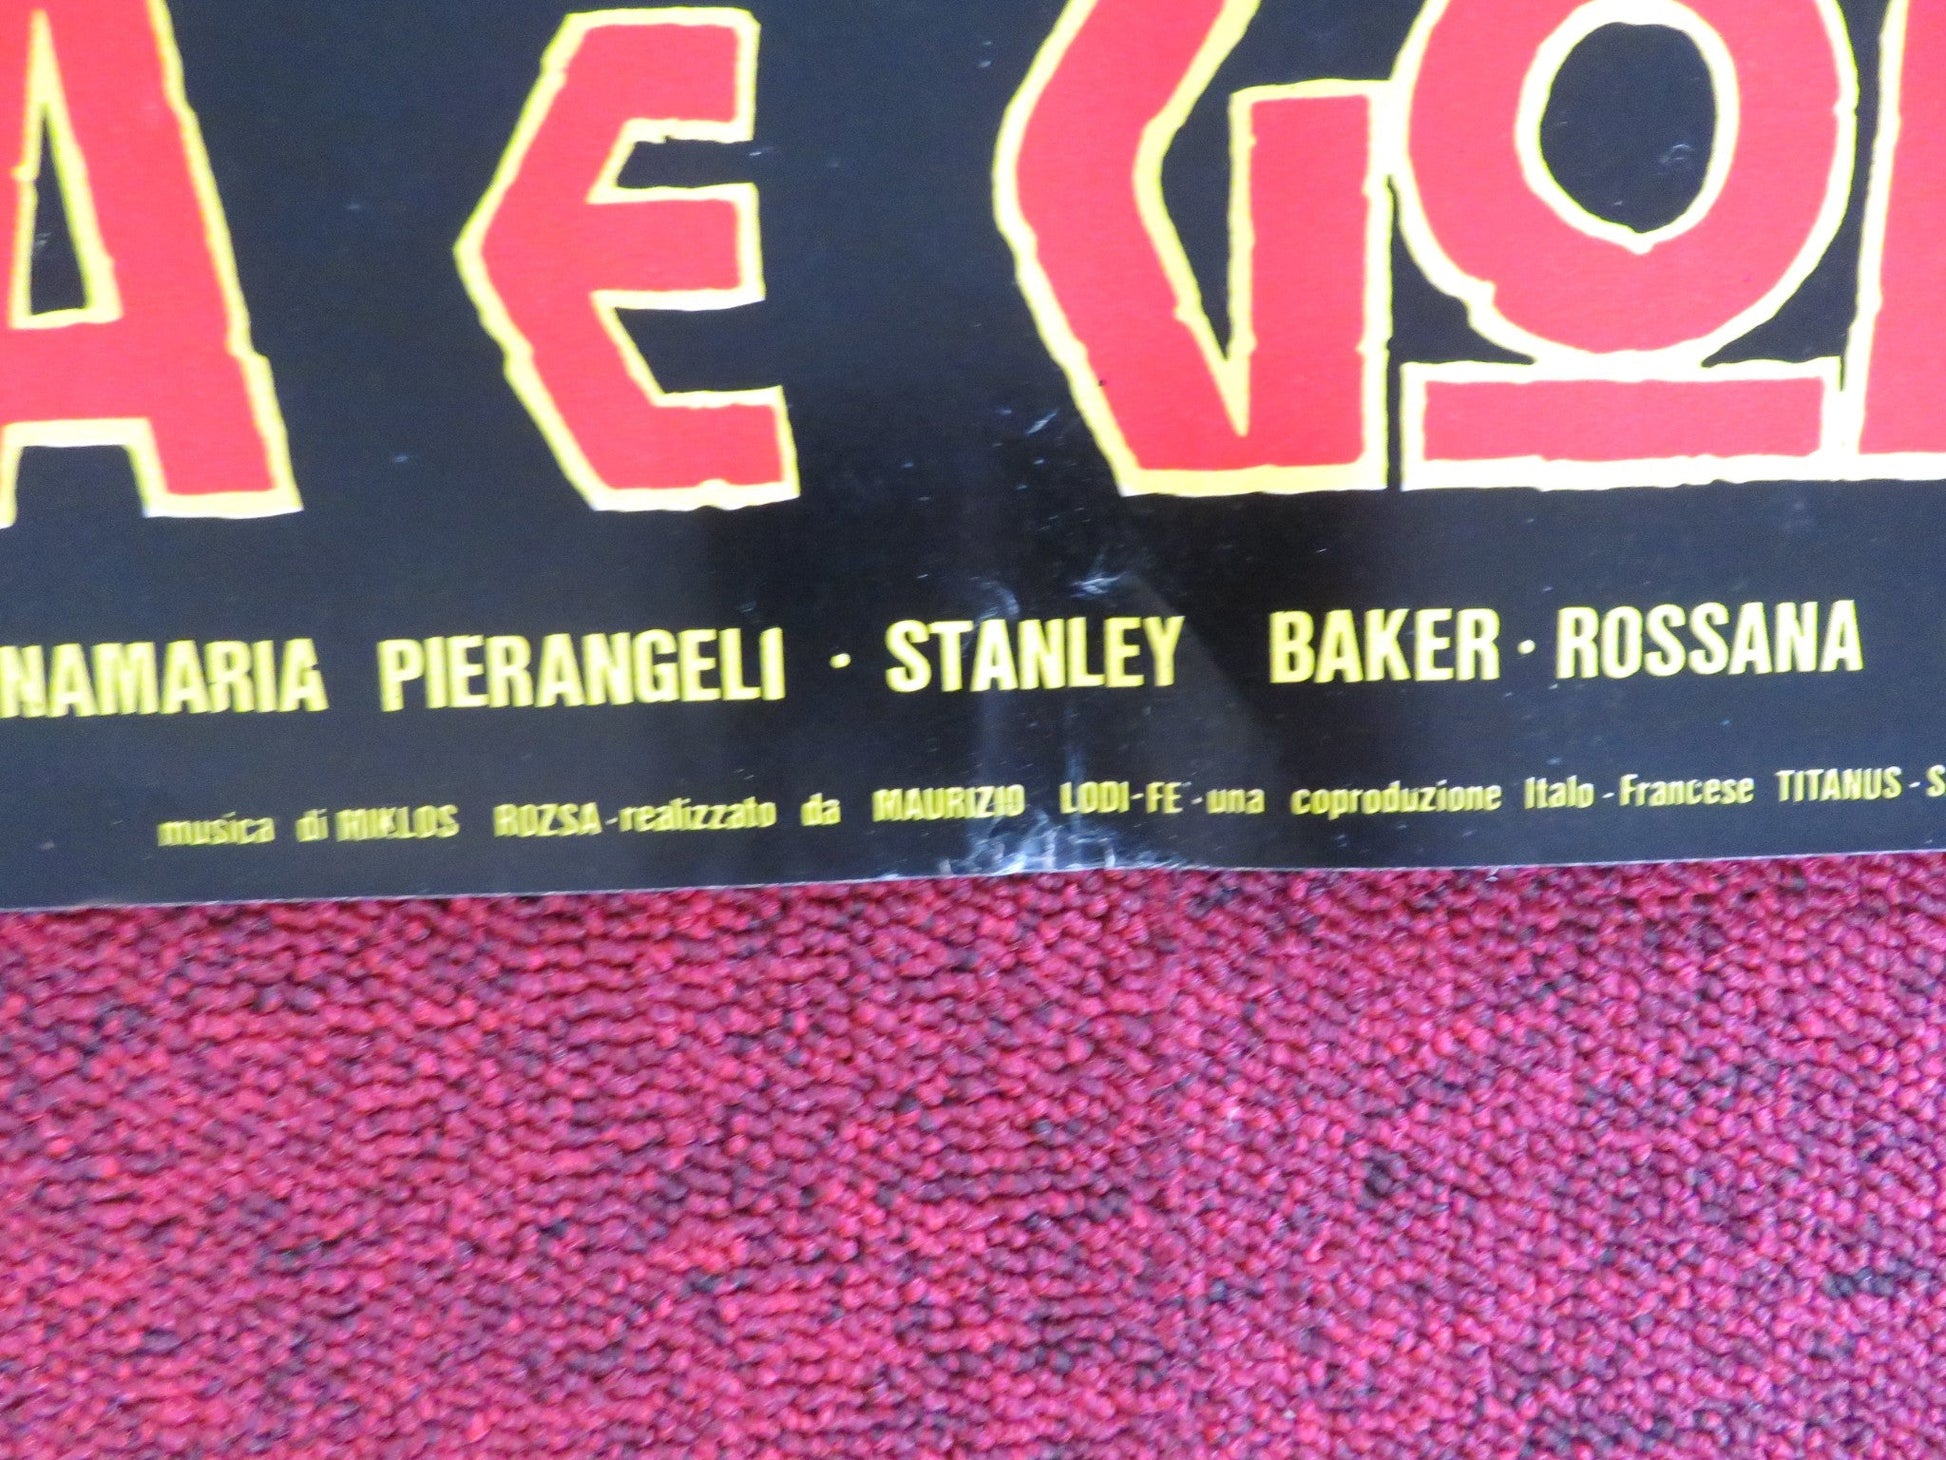 A E GO
NAMARIA PIERANGELI · STANLEY BAKER · ROSSANA
musica di MIKLOS ROZSA - realizzato da MAURIZIO LODI-FE' - una coproduzione Italo - Francese TITANUS - S